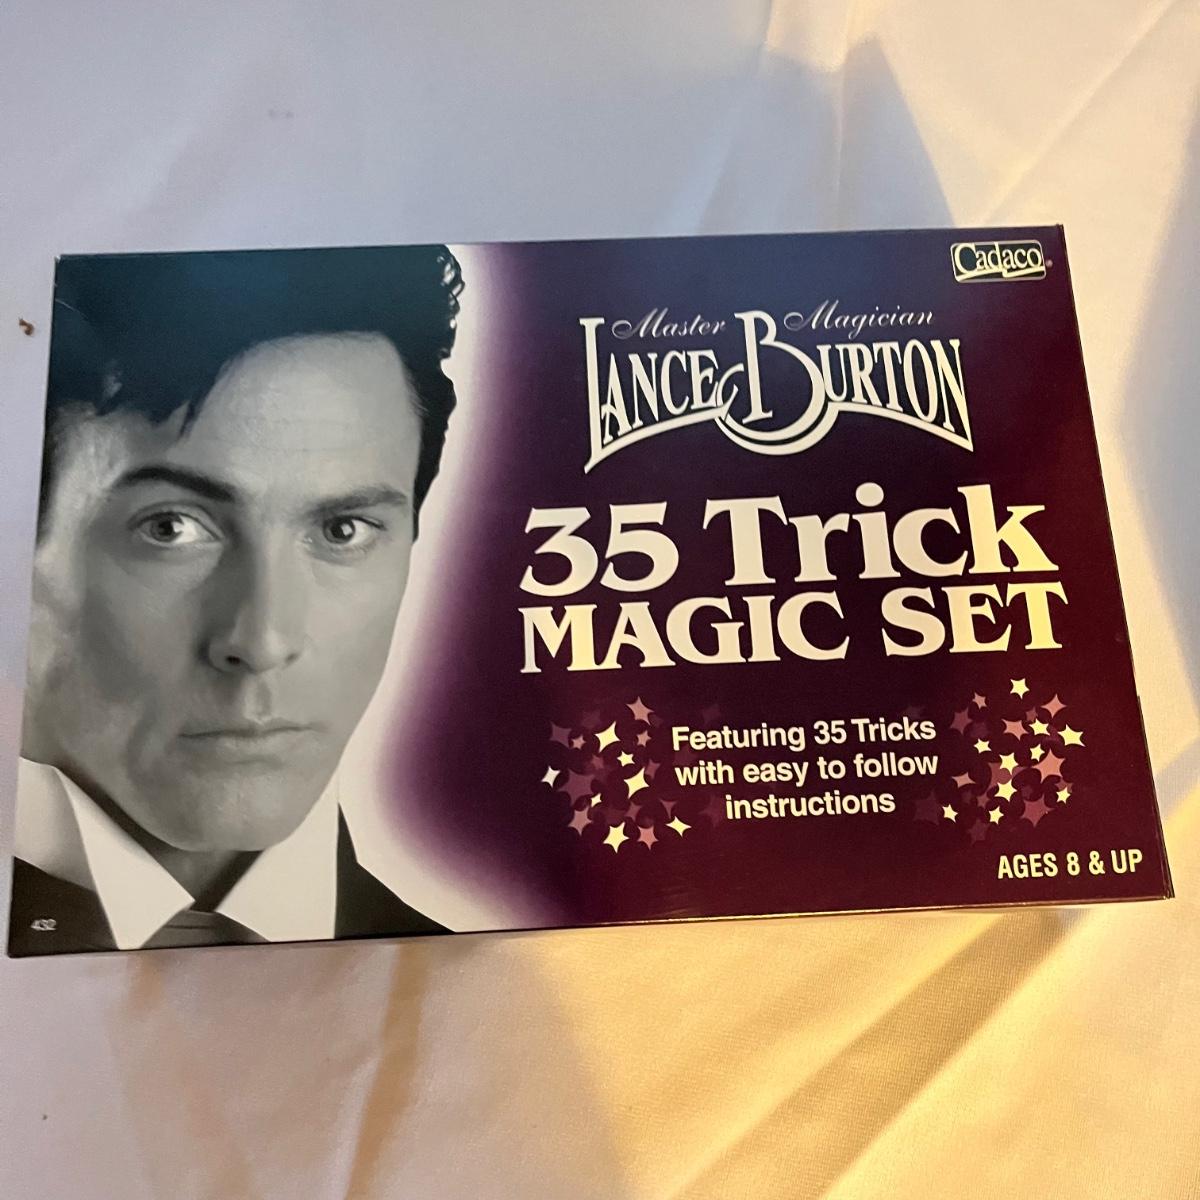 Cadaco®
Master Magician
LANCE BURTON
35 Trick
MAGIC SET
Featuring 35 Tricks
with easy to follow
instructions
AGES 8 & UP
432